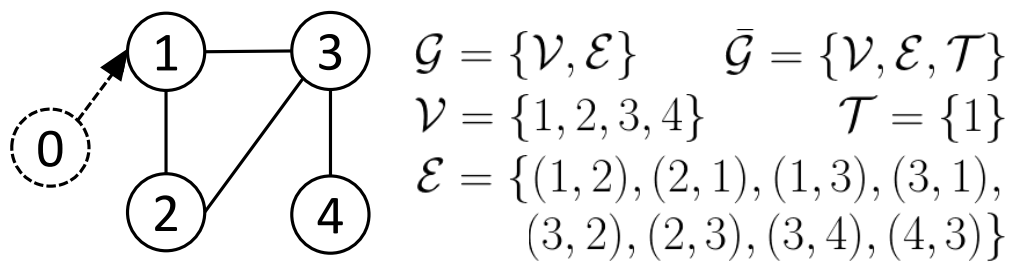 1 3
0
2 4
𝒢 = {𝒱, ℰ} 𝒢̄ = {𝒱, ℰ, 𝒯}
𝒱 = {1, 2, 3, 4} 𝒯 = {1}
ℰ = {(1, 2), (2, 1), (1, 3), (3, 1),
(3, 2), (2, 3), (3, 4), (4, 3)}